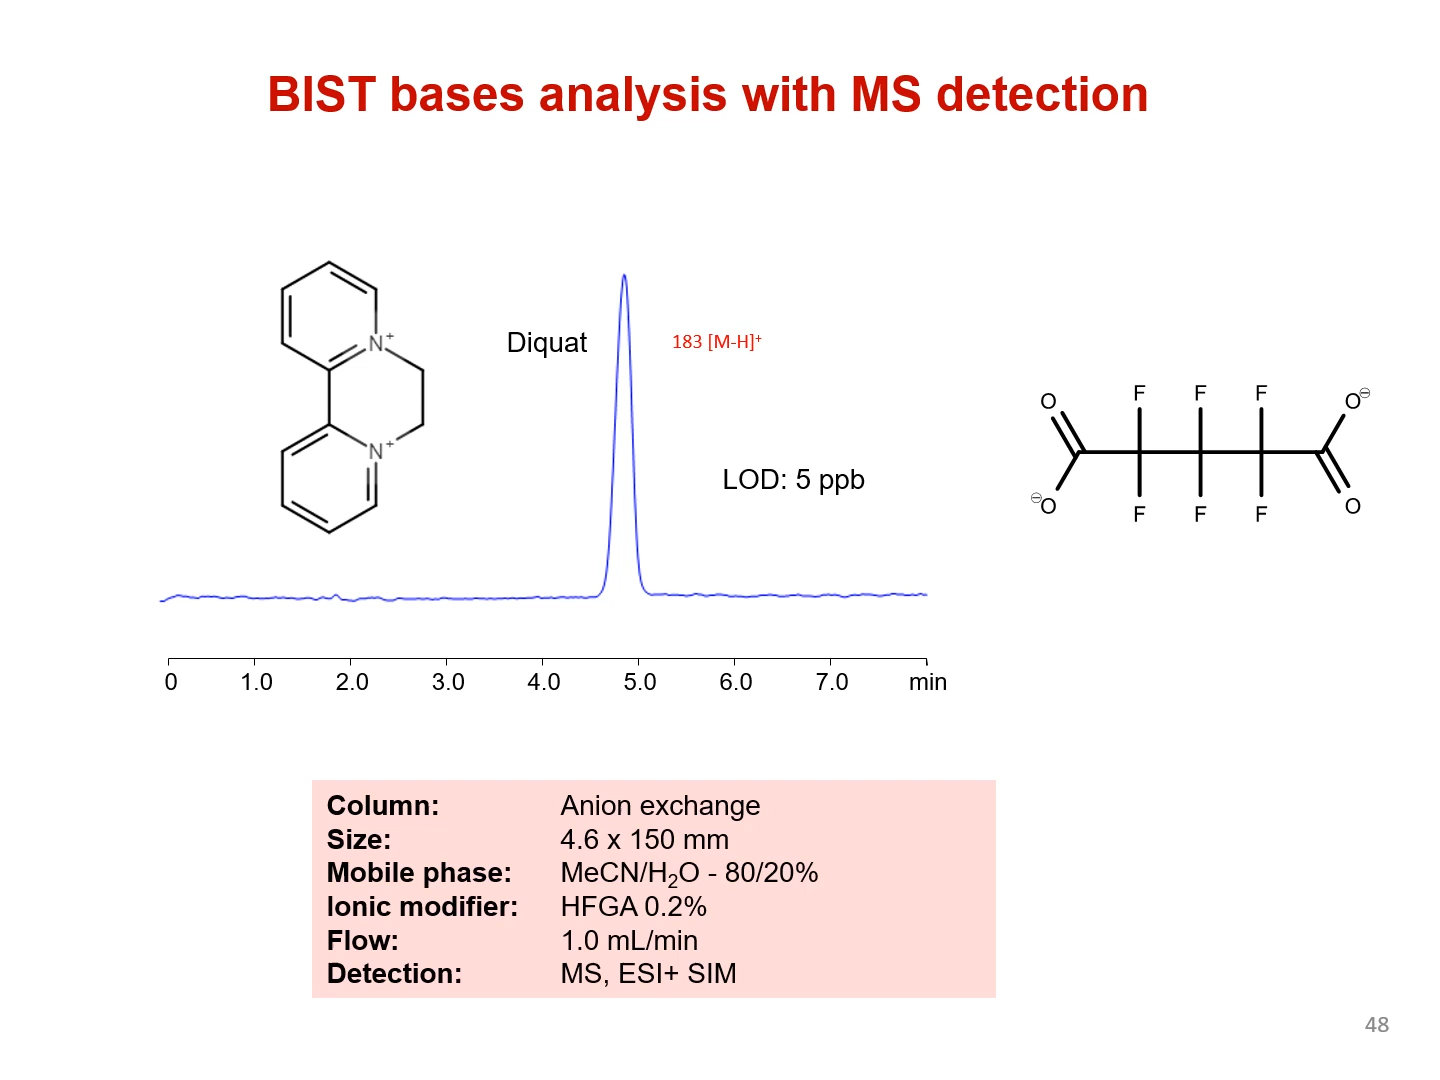 BIST bases analysis with MS detection
N+
N+
Diquat
183 [M-H]+
LOD: 5 ppb
O F F F O⊖
⊖O F F F O
0 1.0 2.0 3.0 4.0 5.0 6.0 7.0 min
Column: Anion exchange
Size: 4.6 x 150 mm
Mobile phase: MeCN/H₂O - 80/20%
Ionic modifier: HFGA 0.2%
Flow: 1.0 mL/min
Detection: MS, ESI+ SIM
48